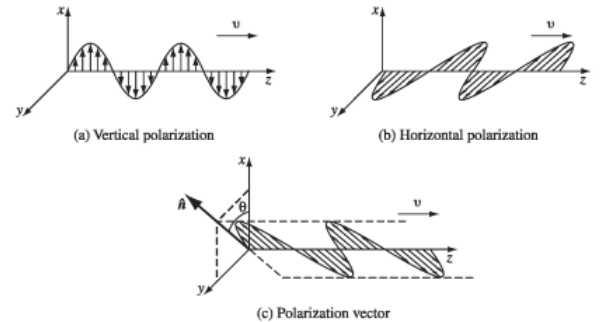 x
υ
z
y
(a) Vertical polarization
x
υ
z
y
(b) Horizontal polarization
x
n̂
θ
υ
z
y
(c) Polarization vector